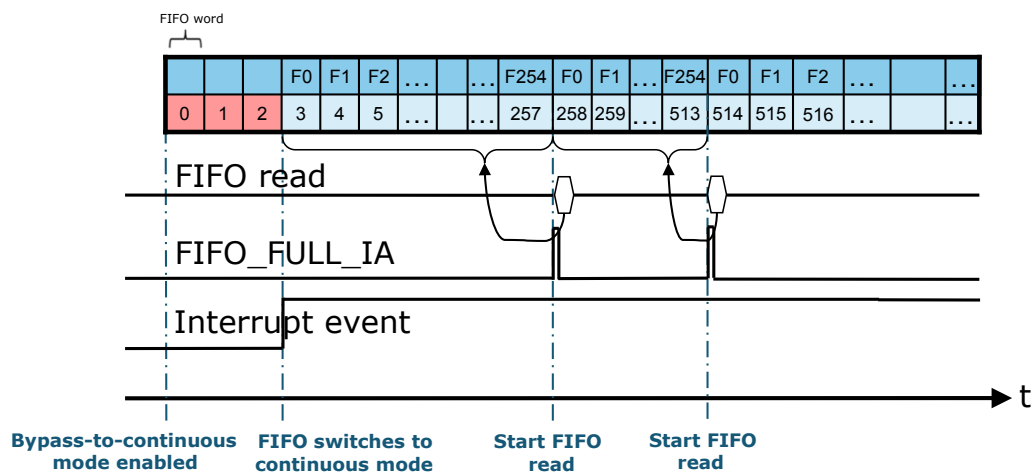 FIFO word
F0 F1 F2 ... ... F254 F0 F1 ... F254 F0 F1 F2 ... ...
0 1 2 3 4 5 ... ... 257 258 259 ... 513 514 515 516 ... ...
FIFO read
FIFO_FULL_IA
Interrupt event
t
Bypass-to-continuous
mode enabled
FIFO switches to
continuous mode
Start FIFO
read
Start FIFO
read